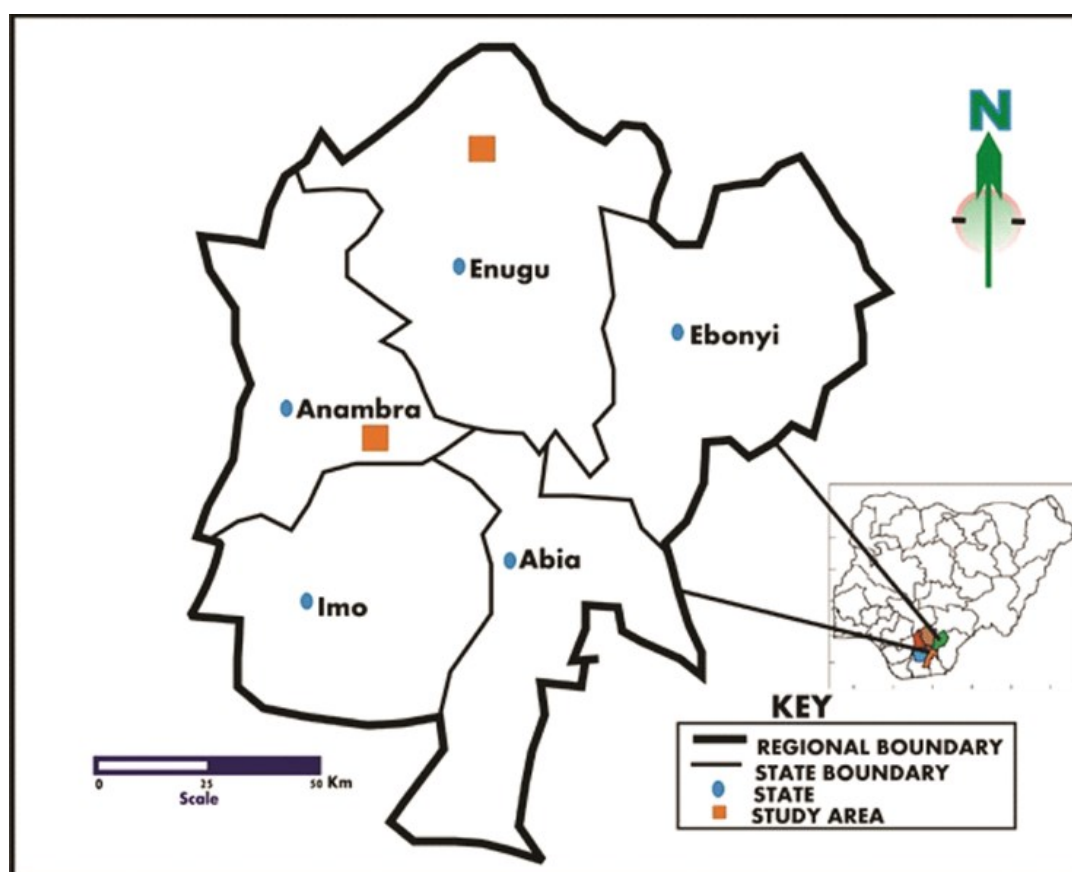 N
Enugu
Ebonyi
Anambra
Abia
Imo
KEY
REGIONAL BOUNDARY
STATE BOUNDARY
STATE
STUDY AREA
0 25 50 Km
Scale